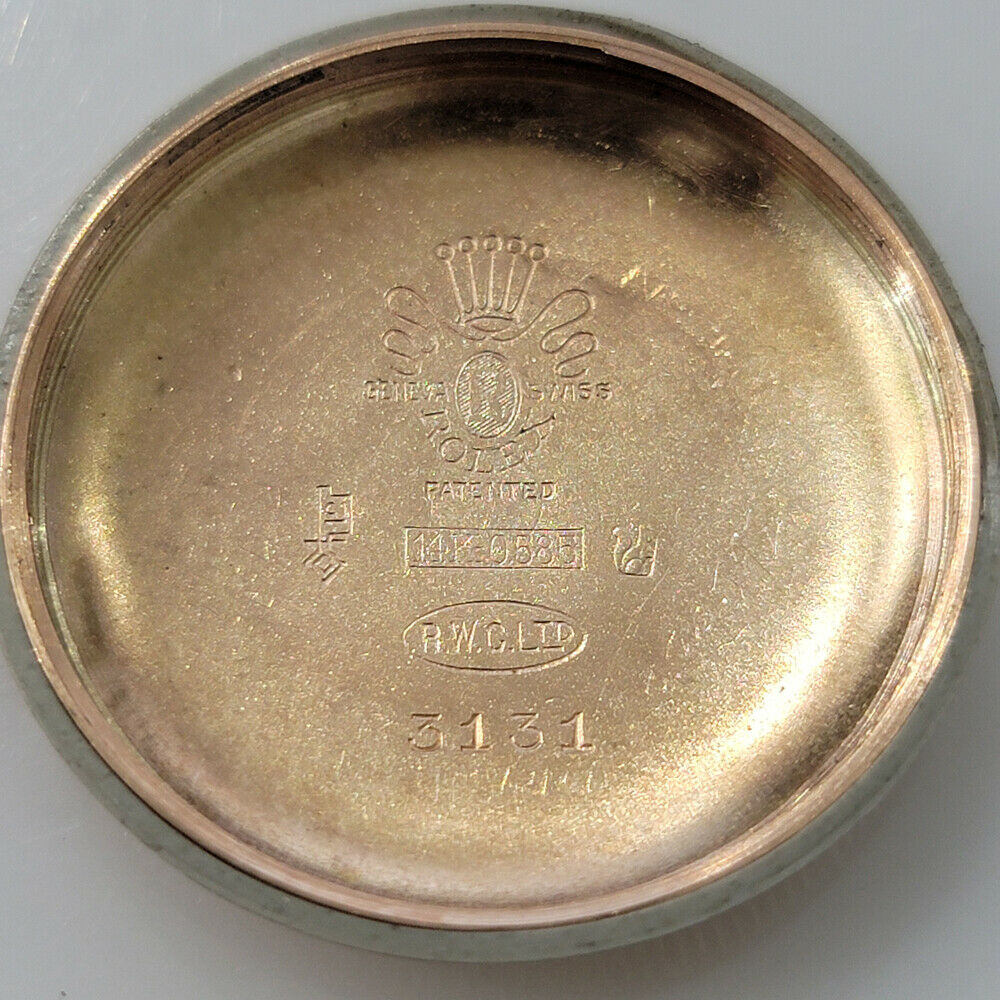 GENEVA SWISS
ROLEX
PATENTED
14K-0.585
R.W.C.LTD
3131